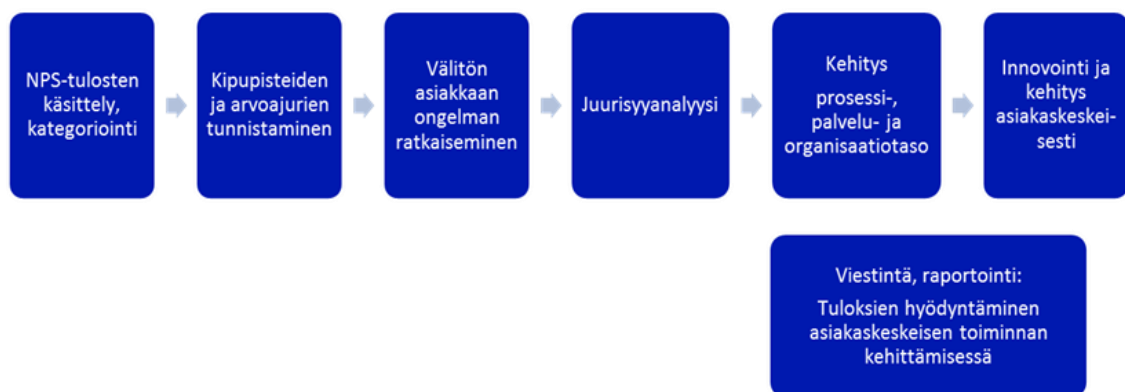 NPS-tulosten
käsittely,
kategoriointi
Kipupisteiden
ja arvoajurien
tunnistaminen
Välitön
asiakkaan
ongelman
ratkaiseminen
Juurisyyanalyysi
Kehitys
prosessi-,
palvelu- ja
organisaatiotaso
Innovointi ja
kehitys
asiakaskeskei-
sesti
Viestintä, raportointi:
Tuloksien hyödyntäminen
asiakaskeskeisen toiminnan
kehittämisessä